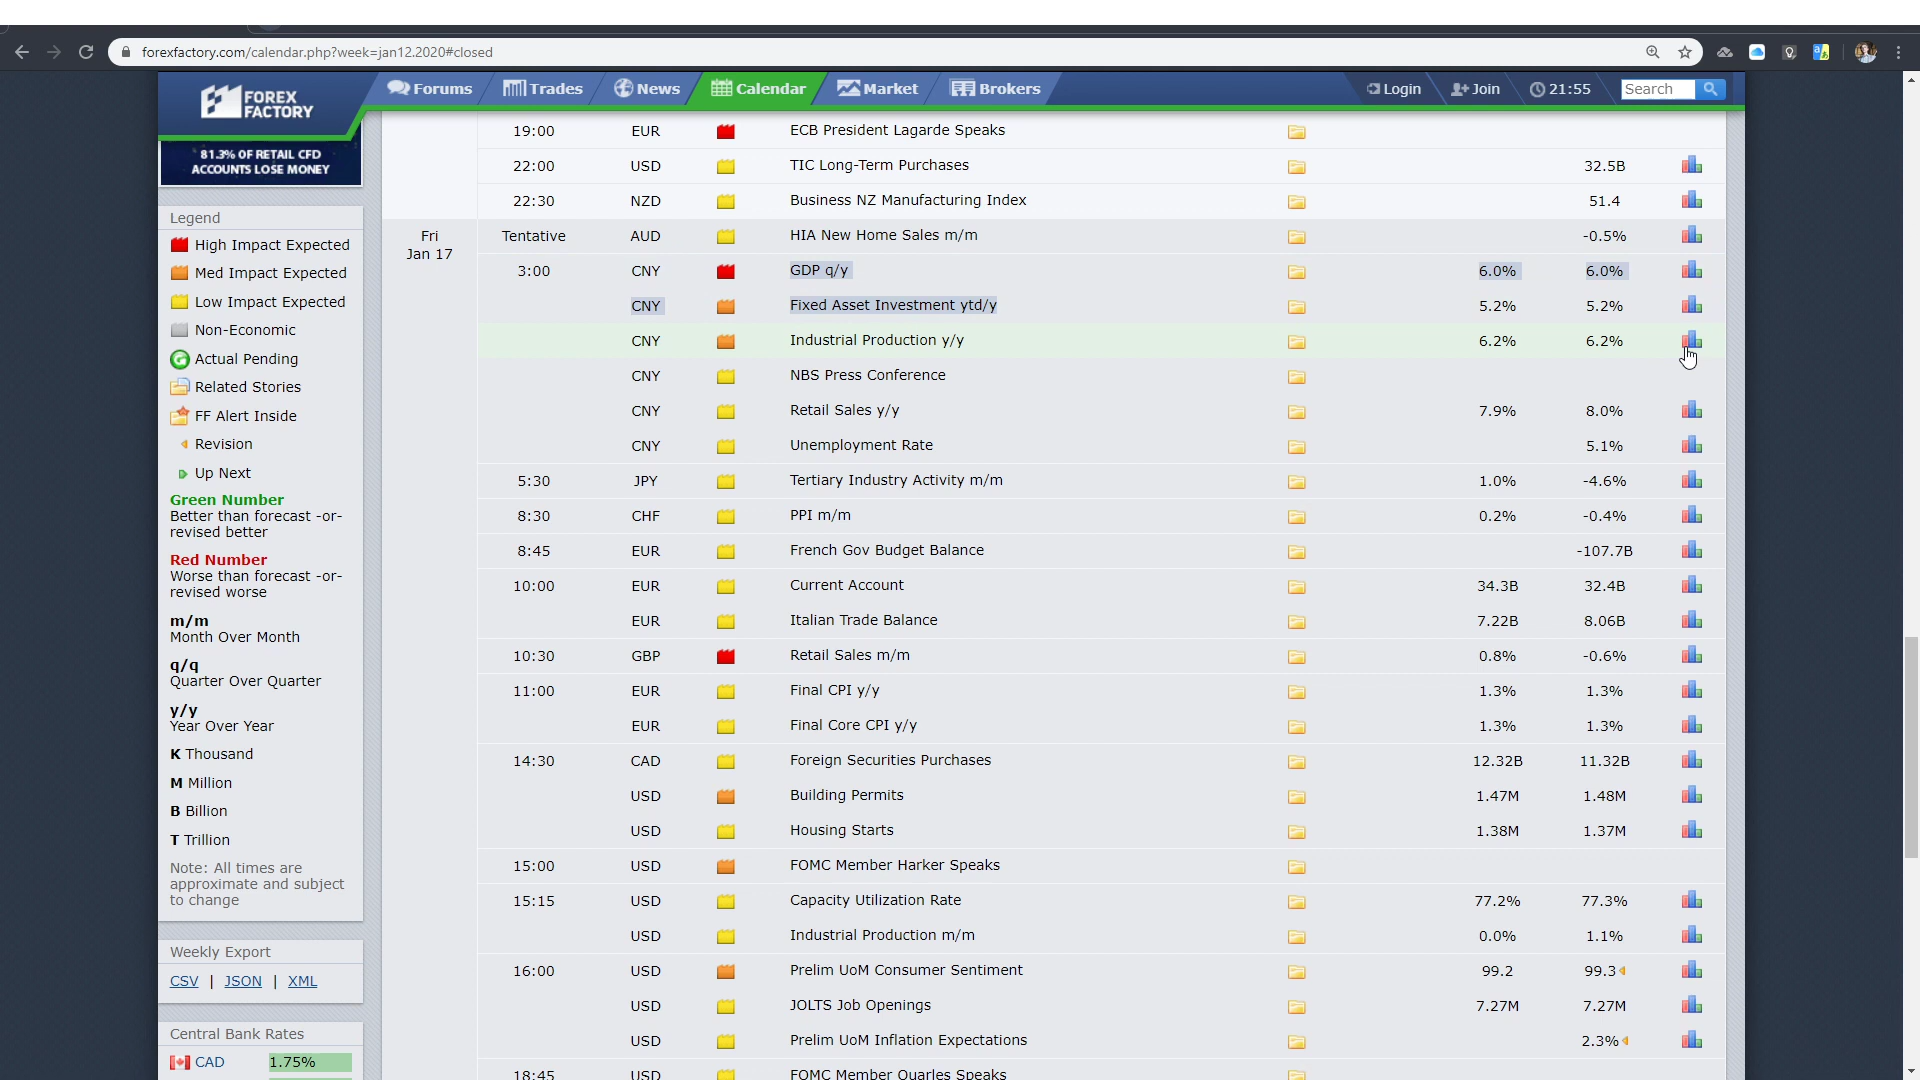 forexfactory.com/calendar.php?week=jan12.2020#closed
FOREX FACTORY
Forums Trades News Calendar Market Brokers Login Join 21:55 Search
81.3% OF RETAIL CFD
ACCOUNTS LOSE MONEY
Legend
High Impact Expected
Med Impact Expected
Low Impact Expected
Non-Economic
Actual Pending
Related Stories
FF Alert Inside
Revision
Up Next
Green Number
Better than forecast -or-
revised better
Red Number
Worse than forecast -or-
revised worse
m/m
Month Over Month
q/q
Quarter Over Quarter
y/y
Year Over Year
K Thousand
M Million
B Billion
T Trillion
Note: All times are
approximate and subject
to change
Weekly Export
CSV | JSON | XML
Central Bank Rates
CAD 1.75%
19:00 EUR ECB President Lagarde Speaks
22:00 USD TIC Long-Term Purchases 32.5B
22:30 NZD Business NZ Manufacturing Index 51.4
Fri Tentative AUD HIA New Home Sales m/m -0.5%
Jan 17
3:00 CNY GDP q/y 6.0% 6.0%
CNY Fixed Asset Investment ytd/y 5.2% 5.2%
CNY Industrial Production y/y 6.2% 6.2%
CNY NBS Press Conference
CNY Retail Sales y/y 7.9% 8.0%
CNY Unemployment Rate 5.1%
5:30 JPY Tertiary Industry Activity m/m 1.0% -4.6%
8:30 CHF PPI m/m 0.2% -0.4%
8:45 EUR French Gov Budget Balance -107.7B
10:00 EUR Current Account 34.3B 32.4B
EUR Italian Trade Balance 7.22B 8.06B
10:30 GBP Retail Sales m/m 0.8% -0.6%
11:00 EUR Final CPI y/y 1.3% 1.3%
EUR Final Core CPI y/y 1.3% 1.3%
14:30 CAD Foreign Securities Purchases 12.32B 11.32B
USD Building Permits 1.47M 1.48M
USD Housing Starts 1.38M 1.37M
15:00 USD FOMC Member Harker Speaks
15:15 USD Capacity Utilization Rate 77.2% 77.3%
USD Industrial Production m/m 0.0% 1.1%
16:00 USD Prelim UoM Consumer Sentiment 99.2 99.3
USD JOLTS Job Openings 7.27M 7.27M
USD Prelim UoM Inflation Expectations 2.3%
18:45 USD FOMC Member Quarles Speaks